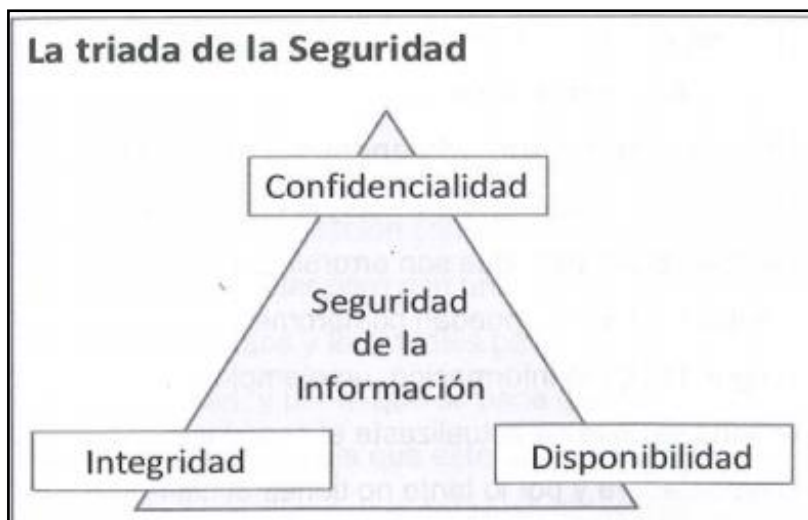 La triada de la Seguridad
Confidencialidad
Seguridad
de la
Información
Integridad
Disponibilidad